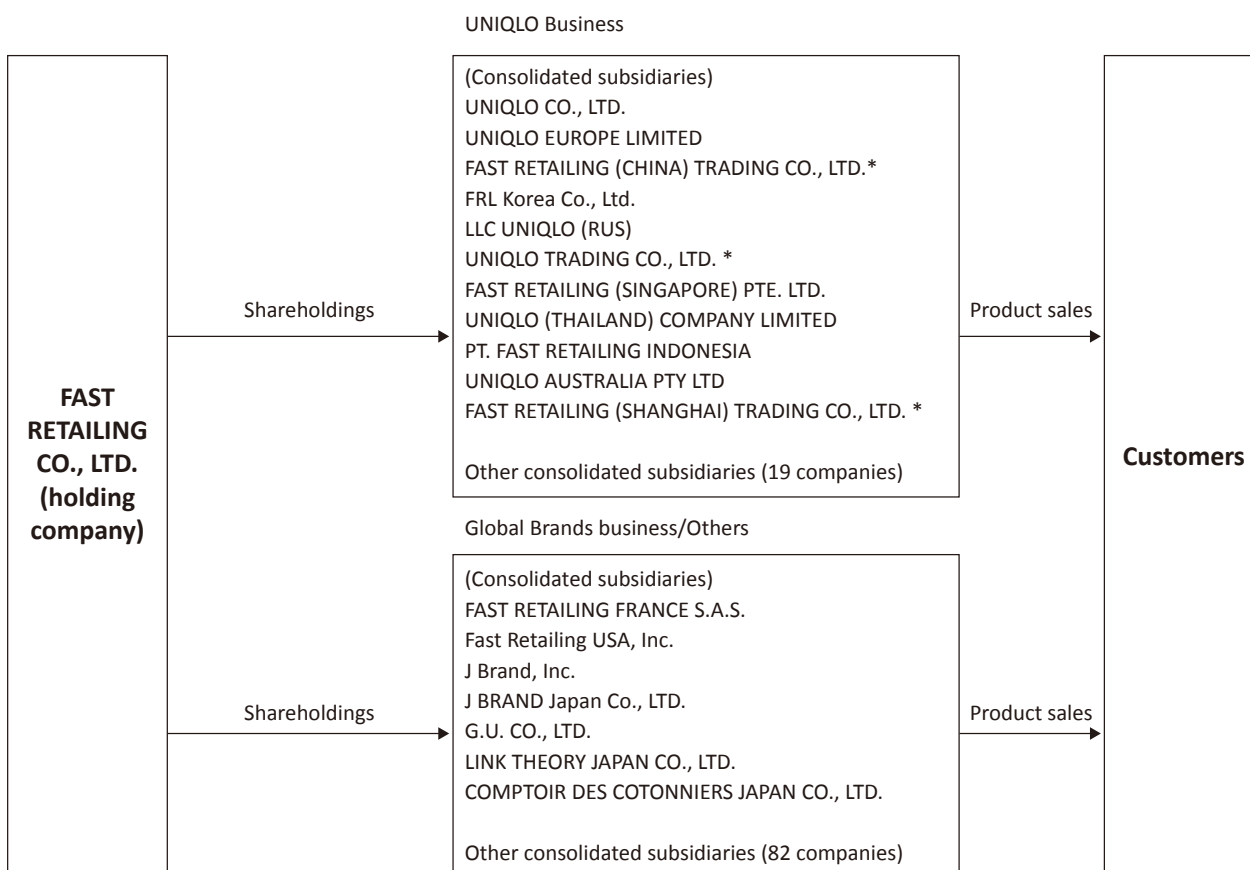 UNIQLO Business
FAST
RETAILING
CO., LTD.
(holding
company)
Shareholdings
(Consolidated subsidiaries)
UNIQLO CO., LTD.
UNIQLO EUROPE LIMITED
FAST RETAILING (CHINA) TRADING CO., LTD.*
FRL Korea Co., Ltd.
LLC UNIQLO (RUS)
UNIQLO TRADING CO., LTD. *
FAST RETAILING (SINGAPORE) PTE. LTD.
UNIQLO (THAILAND) COMPANY LIMITED
PT. FAST RETAILING INDONESIA
UNIQLO AUSTRALIA PTY LTD
FAST RETAILING (SHANGHAI) TRADING CO., LTD. *
Other consolidated subsidiaries (19 companies)
Product sales
Customers
Global Brands business/Others
Shareholdings
(Consolidated subsidiaries)
FAST RETAILING FRANCE S.A.S.
Fast Retailing USA, Inc.
J Brand, Inc.
J BRAND Japan Co., LTD.
G.U. CO., LTD.
LINK THEORY JAPAN CO., LTD.
COMPTOIR DES COTONNIERS JAPAN CO., LTD.
Other consolidated subsidiaries (82 companies)
Product sales